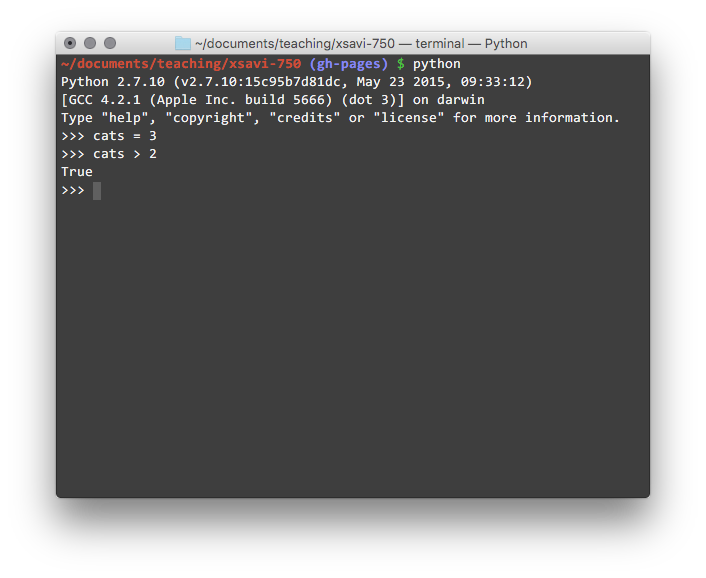 ~/documents/teaching/xsavi-750 — terminal — Python
~/documents/teaching/xsavi-750 (gh-pages) $ python
Python 2.7.10 (v2.7.10:15c95b7d81dc, May 23 2015, 09:33:12)
[GCC 4.2.1 (Apple Inc. build 5666) (dot 3)] on darwin
Type "help", "copyright", "credits" or "license" for more information.
>>> cats = 3
>>> cats > 2
True
>>>